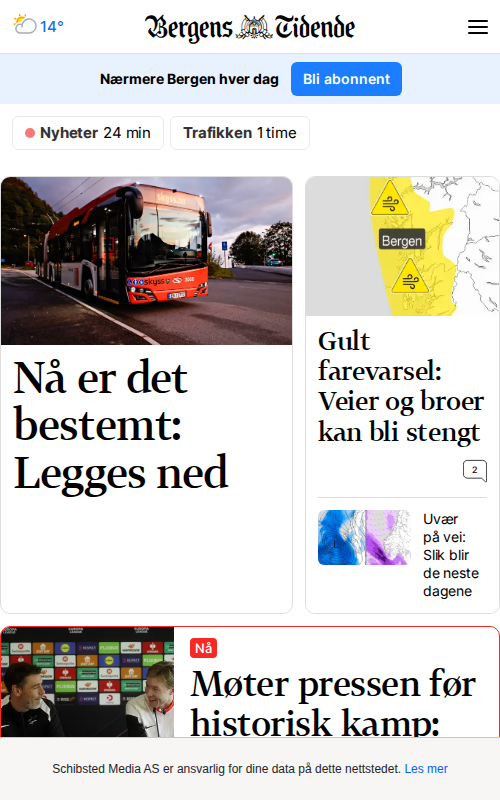 14°
Bergens Tidende
Nærmere Bergen hver dag
Bli abonnent
Nyheter 24 min
Trafikken 1 time
skyss
Bergen
Nå er det
bestemt:
Legges ned
Gult
farevarsel:
Veier og broer
kan bli stengt
2
Uvær
på vei:
Slik blir
de neste
dagene
Nå
Møter pressen før
historisk kamp:
Schibsted Media AS er ansvarlig for dine data på dette nettstedet. Les mer